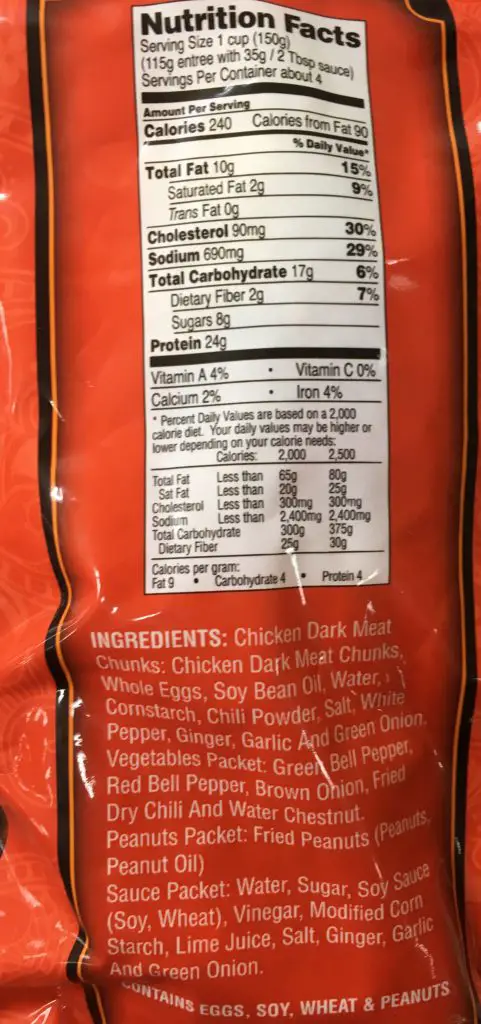 Nutrition Facts
Serving Size 1 cup (150g)
(115g entree with 35g / 2 Tbsp sauce)
Servings Per Container about 4
Amount Per Serving
Calories 240 Calories from Fat 90
% Daily Value*
Total Fat 10g 15%
Saturated Fat 2g 9%
Trans Fat 0g
Cholesterol 90mg 30%
Sodium 690mg 29%
Total Carbohydrate 17g 6%
Dietary Fiber 2g 7%
Sugars 8g
Protein 24g
Vitamin A 4% • Vitamin C 0%
Calcium 2% • Iron 4%
* Percent Daily Values are based on a 2,000
calorie diet. Your daily values may be higher or
lower depending on your calorie needs:
Calories: 2,000 2,500
Total Fat Less than 65g 80g
Sat Fat Less than 20g 25g
Cholesterol Less than 300mg 300mg
Sodium Less than 2,400mg 2,400mg
Total Carbohydrate 300g 375g
Dietary Fiber 25g 30g
Calories per gram:
Fat 9 • Carbohydrate 4 • Protein 4
INGREDIENTS: Chicken Dark Meat
Chunks: Chicken Dark Meat Chunks,
Whole Eggs, Soy Bean Oil, Water,
Cornstarch, Chili Powder, Salt, White
Pepper, Ginger, Garlic And Green Onion.
Vegetables Packet: Green Bell Pepper,
Red Bell Pepper, Brown Onion, Fried
Dry Chili And Water Chestnut.
Peanuts Packet: Fried Peanuts (Peanuts,
Peanut Oil)
Sauce Packet: Water, Sugar, Soy Sauce
(Soy, Wheat), Vinegar, Modified Corn
Starch, Lime Juice, Salt, Ginger, Garlic
And Green Onion.
CONTAINS EGGS, SOY, WHEAT & PEANUTS